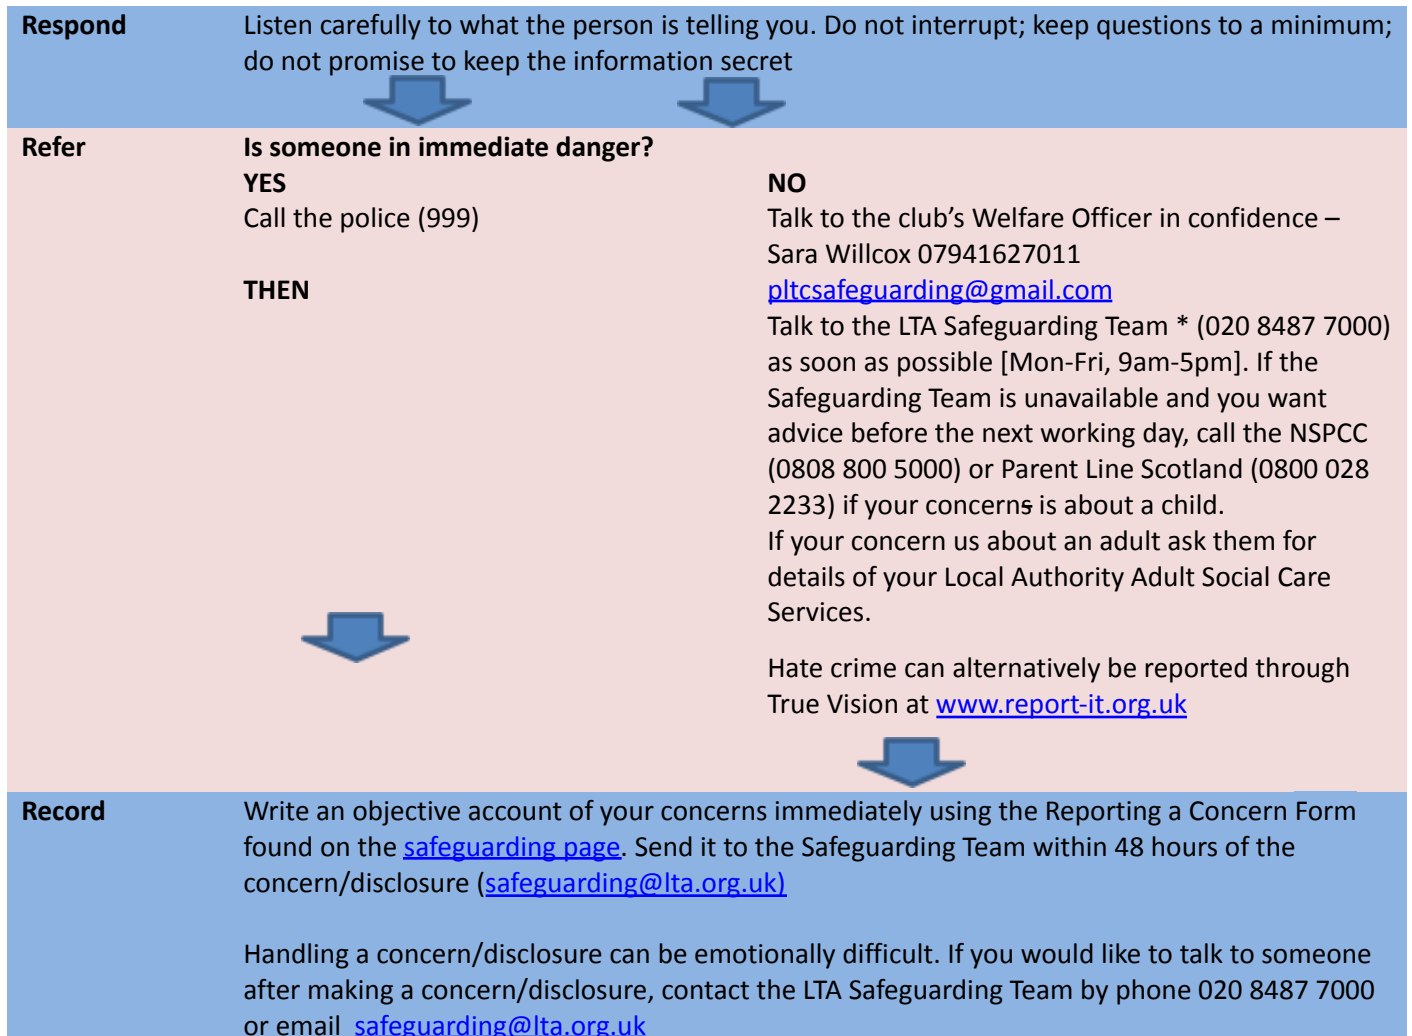 Respond
Listen carefully to what the person is telling you. Do not interrupt; keep questions to a minimum;
do not promise to keep the information secret
Refer
Is someone in immediate danger?
YES
Call the police (999)
THEN
NO
Talk to the club’s Welfare Officer in confidence –
Sara Willcox 07941627011
pltcsafeguarding@gmail.com
Talk to the LTA Safeguarding Team * (020 8487 7000)
as soon as possible [Mon-Fri, 9am-5pm]. If the
Safeguarding Team is unavailable and you want
advice before the next working day, call the NSPCC
(0808 800 5000) or Parent Line Scotland (0800 028
2233) if your concerns is about a child.
If your concern us about an adult ask them for
details of your Local Authority Adult Social Care
Services.
Hate crime can alternatively be reported through
True Vision at www.report-it.org.uk
Record
Write an objective account of your concerns immediately using the Reporting a Concern Form
found on the safeguarding page. Send it to the Safeguarding Team within 48 hours of the
concern/disclosure (safeguarding@lta.org.uk)
Handling a concern/disclosure can be emotionally difficult. If you would like to talk to someone
after making a concern/disclosure, contact the LTA Safeguarding Team by phone 020 8487 7000
or email safeguarding@lta.org.uk